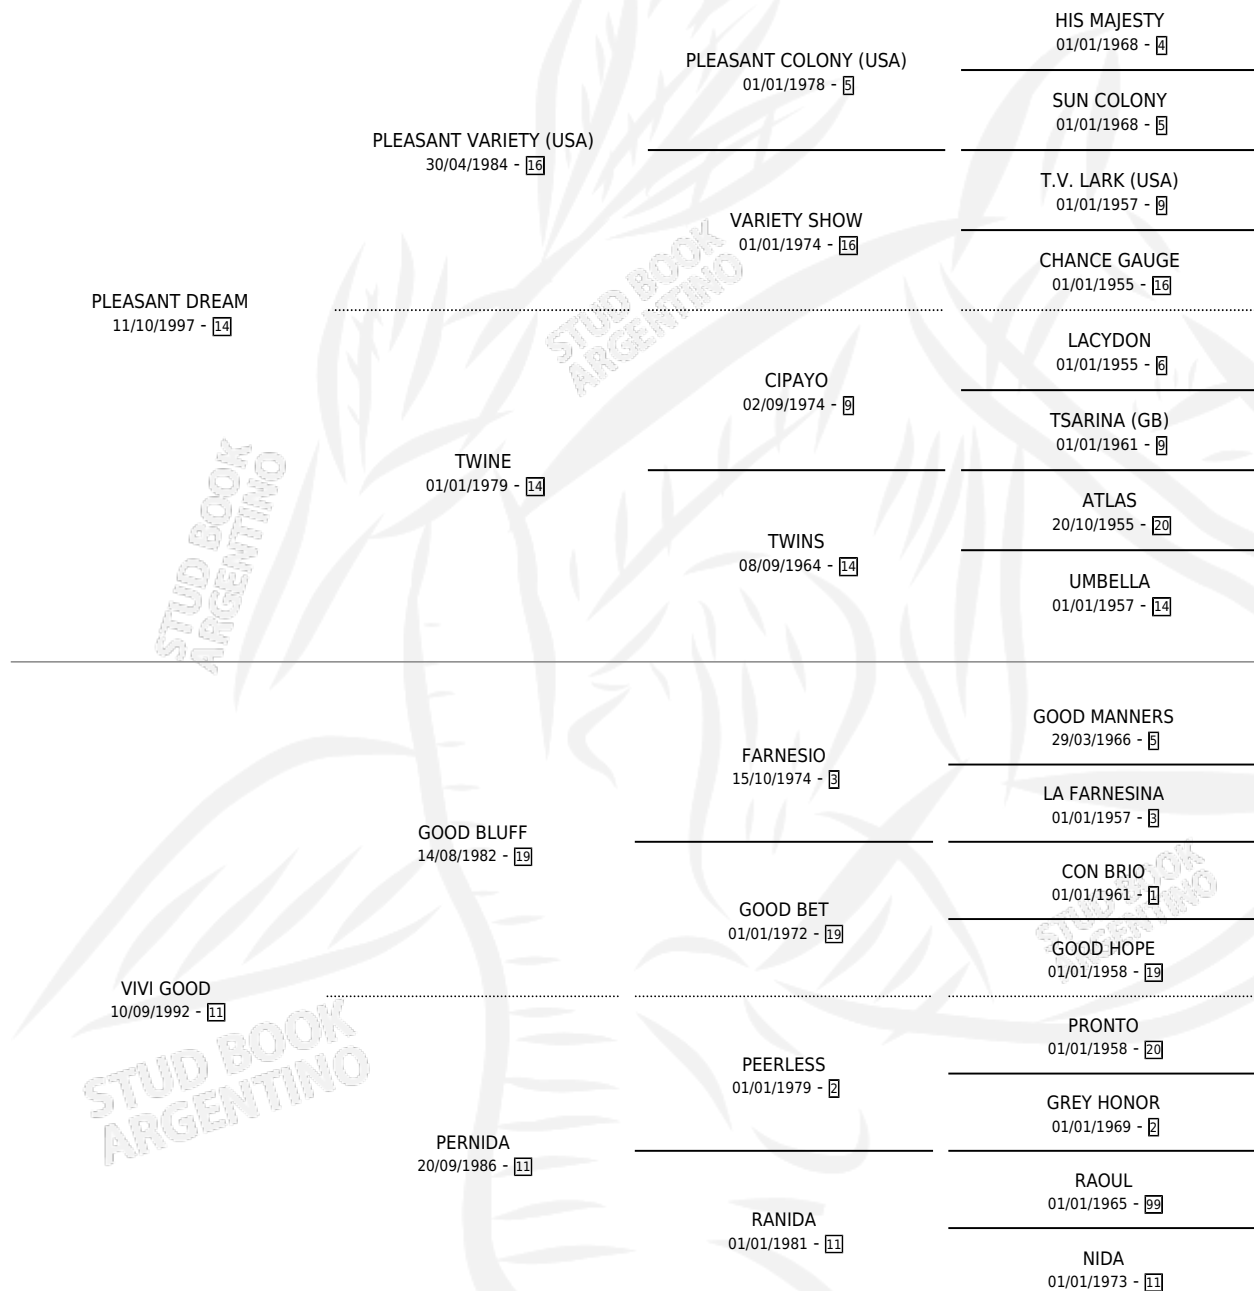 HIS MAJESTY
01/01/1968 - 4
PLEASANT COLONY (USA)
01/01/1978 - 5
SUN COLONY
01/01/1968 - 5
PLEASANT VARIETY (USA)
30/04/1984 - 16
T.V. LARK (USA)
01/01/1957 - 9
VARIETY SHOW
01/01/1974 - 16
CHANCE GAUGE
01/01/1955 - 16
PLEASANT DREAM
11/10/1997 - 14
LACYDON
01/01/1955 - 6
CIPAYO
02/09/1974 - 9
TSARINA (GB)
01/01/1961 - 9
TWINE
01/01/1979 - 14
ATLAS
20/10/1955 - 20
TWINS
08/09/1964 - 14
UMBELLA
01/01/1957 - 14
GOOD MANNERS
29/03/1966 - 5
FARNESIO
15/10/1974 - 3
LA FARNESINA
01/01/1957 - 3
GOOD BLUFF
14/08/1982 - 19
CON BRIO
01/01/1961 - 1
GOOD BET
01/01/1972 - 19
GOOD HOPE
01/01/1958 - 19
VIVI GOOD
10/09/1992 - 11
PRONTO
01/01/1958 - 20
PEERLESS
01/01/1979 - 2
GREY HONOR
01/01/1969 - 2
PERNIDA
20/09/1986 - 11
RAOUL
01/01/1965 - 99
RANIDA
01/01/1981 - 11
NIDA
01/01/1973 - 11
STUD BOOK
ARGENTINO
STUD BOOK
ARGENTINO
STUD BOOK
ARGENTINO
STUD BOOK
ARGENTINO